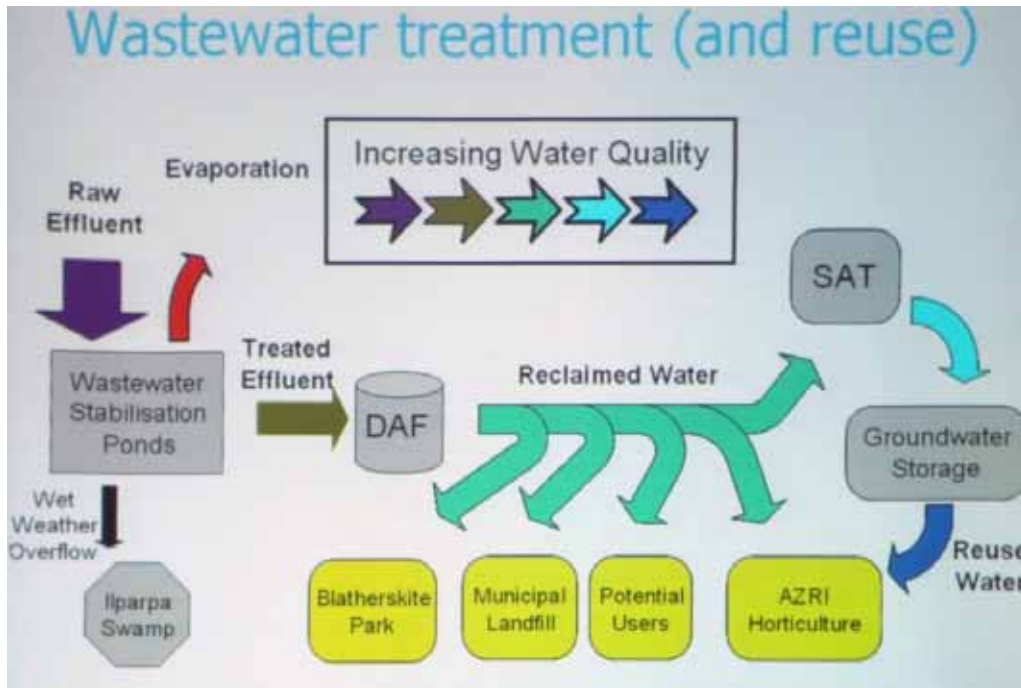 Wastewater treatment (and reuse)
Increasing Water Quality
Evaporation
Raw
Effluent
SAT
Treated
Effluent
Reclaimed Water
Wastewater
Stabilisation
Ponds
DAF
Groundwater
Storage
Wet
Weather
Overflow
Reuse
Water
Ilparpa
Swamp
Blatherskite
Park
Municipal
Landfill
Potential
Users
AZRI
Horticulture